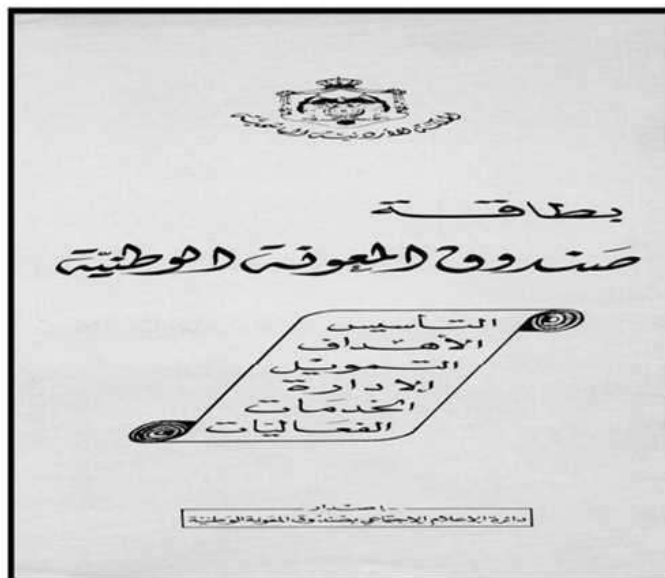 المملكة الأردنية الهاشمية
بطاقة
صندوق المعونة الوطنية
التأسيس
الأهداف
التمويل
الإدارة
الخدمات
الفعاليات
إصدار
دائرة الاعلام الاجتماعي بصندوق المعونة الوطنية